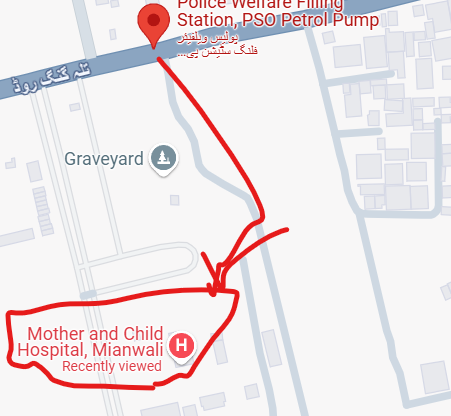 Police Welfare Filling
Station, PSO Petrol Pump
پولیس ویلفیئر
فلنگ سٹیشن پی...
تلہ گنگ روڈ
Graveyard
Mother and Child
Hospital, Mianwali
Recently viewed
H